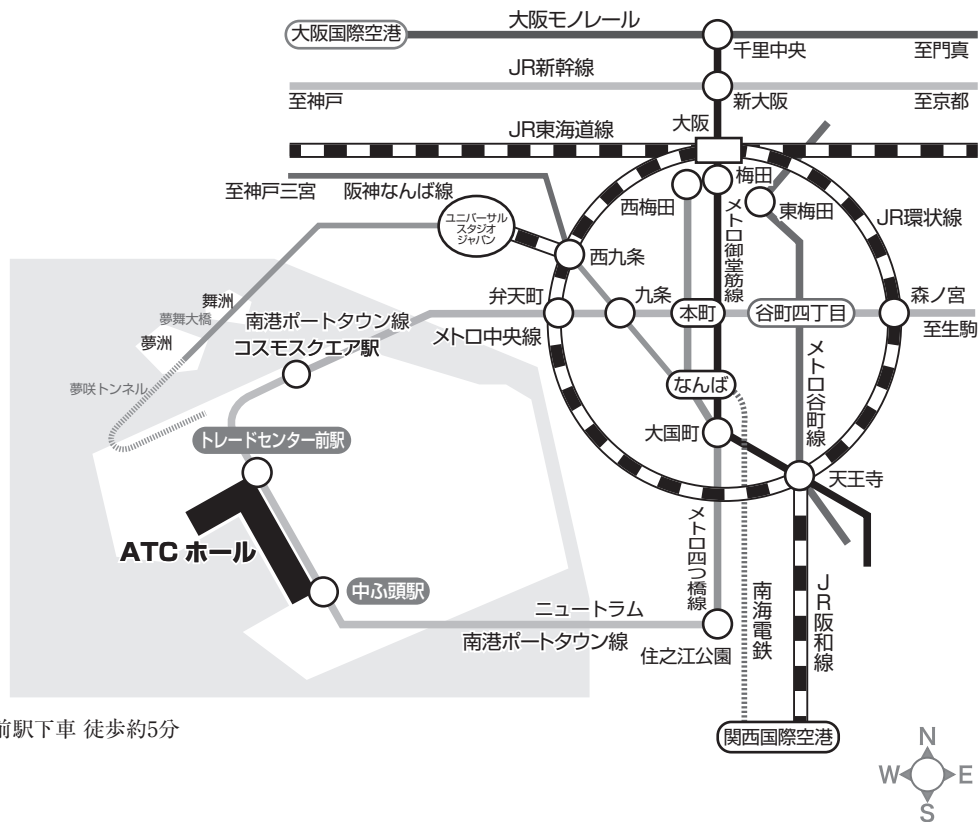 大阪モノレール
大阪国際空港
千里中央
至門真
JR新幹線
至神戸
新大阪
至京都
大阪
JR東海道線
至神戸三宮
阪神なんば線
梅田
西梅田
東梅田
メトロ御堂筋線
JR環状線
ユニバーサル
スタジオ
ジャパン
西九条
舞洲
夢舞大橋
夢洲
南港ポートタウン線
弁天町
九条
本町
谷町四丁目
森ノ宮
至生駒
メトロ中央線
コスモスクエア駅
夢咲トンネル
なんば
メトロ谷町線
トレードセンター前駅
大国町
天王寺
ATC ホール
メトロ四つ橋線
中ふ頭駅
ニュートラム
南港ポートタウン線
住之江公園
南海電鉄
JR阪和線
前駅下車 徒歩約5分
関西国際空港
N
W E
S